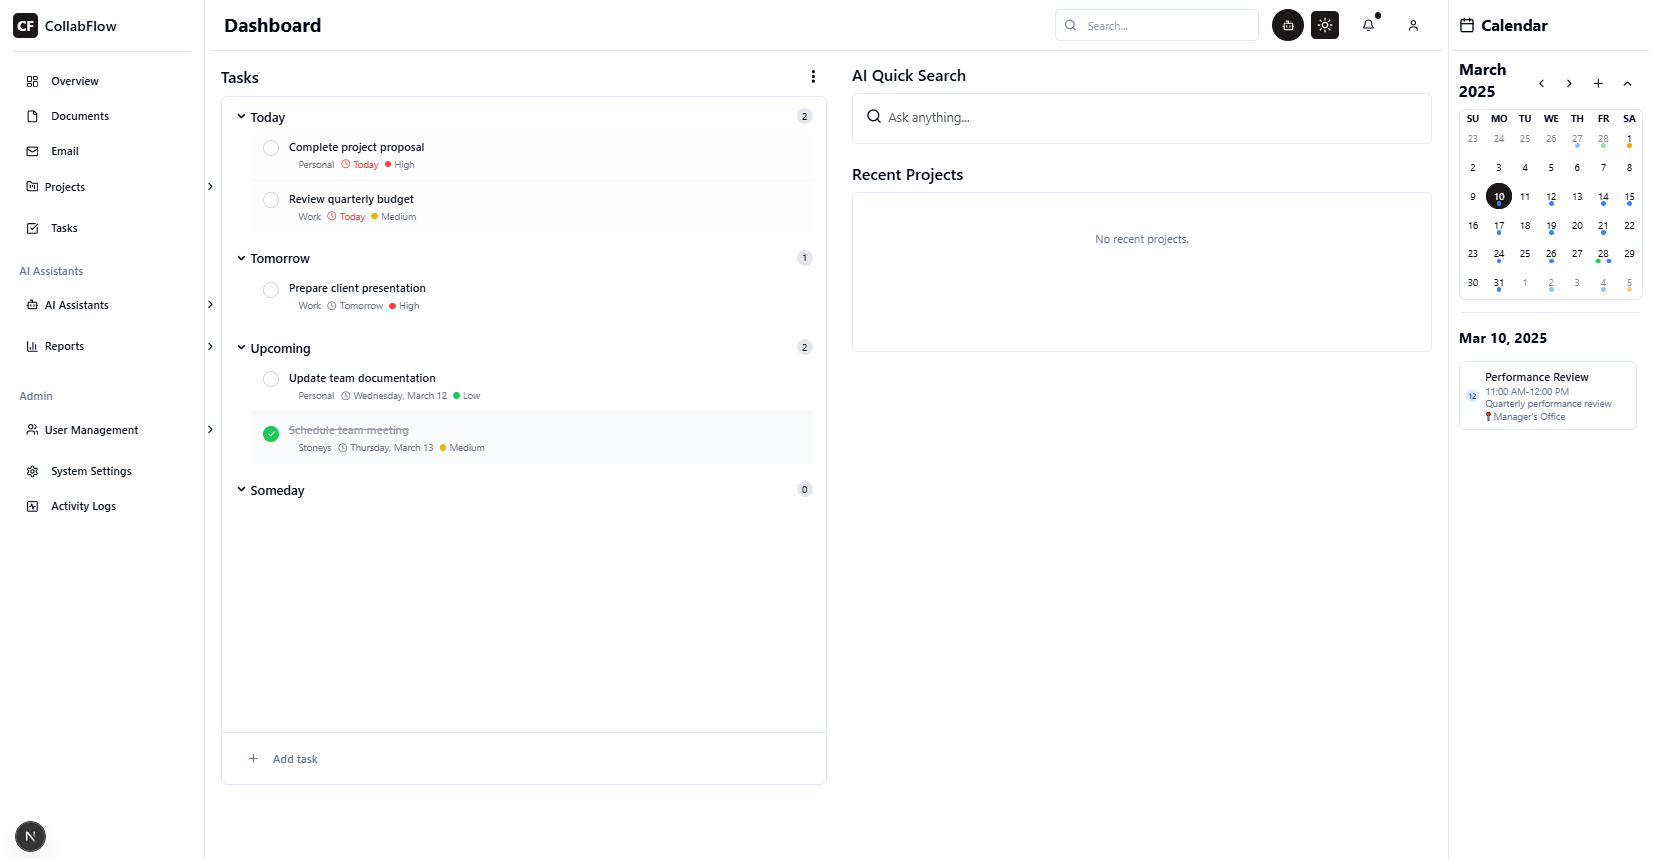 CF CollabFlow
Overview
Documents
Email
Projects
Tasks
AI Assistants
AI Assistants
Reports
Admin
User Management
System Settings
Activity Logs
N
Dashboard
Search...
Tasks
Today 2
Complete project proposal
Personal Today High
Review quarterly budget
Work Today Medium
Tomorrow 1
Prepare client presentation
Work Tomorrow High
Upcoming 2
Update team documentation
Personal Wednesday, March 12 Low
Schedule team meeting
Stoneys Thursday, March 13 Medium
Someday 0
+ Add task
AI Quick Search
Ask anything...
Recent Projects
No recent projects.
Calendar
March
2025
SU MO TU WE TH FR SA
23 24 25 26 27 28 1
2 3 4 5 6 7 8
9 10 11 12 13 14 15
16 17 18 19 20 21 22
23 24 25 26 27 28 29
30 31 1 2 3 4 5
Mar 10, 2025
Performance Review
12 11:00 AM-12:00 PM
Quarterly performance review
Manager's Office